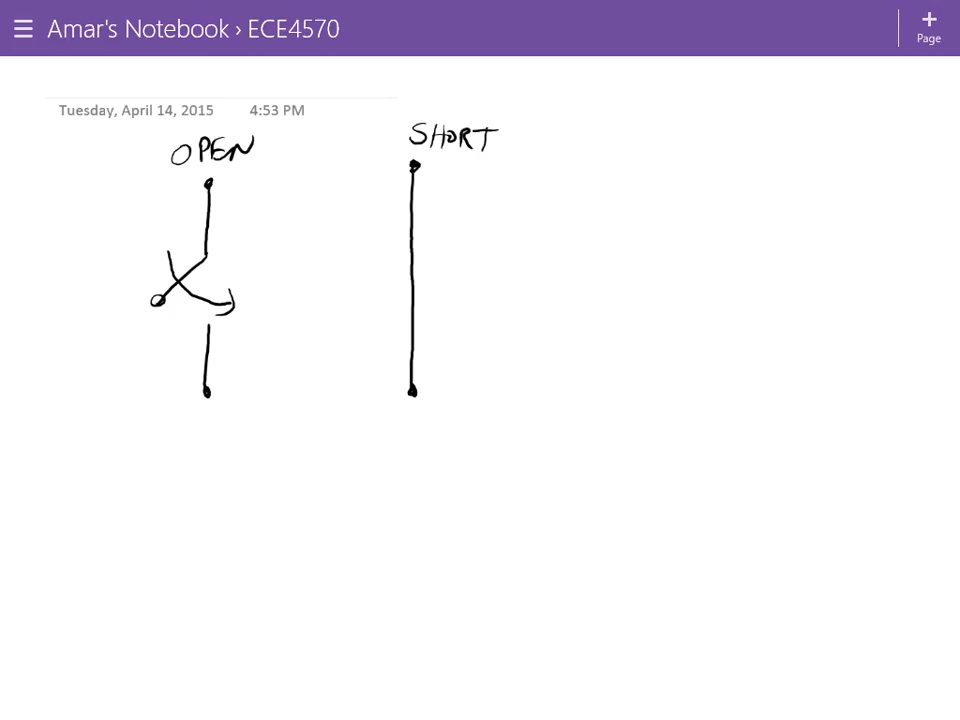 Amar's Notebook › ECE4570
Page
Tuesday, April 14, 2015 4:53 PM
OPEN
SHORT